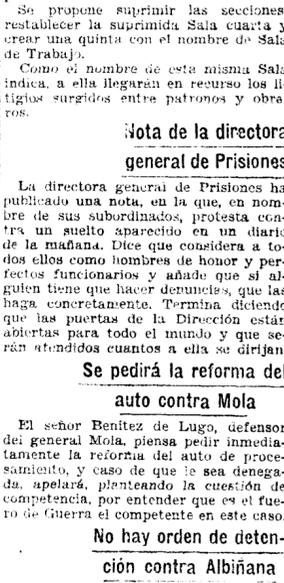 Se propone suprimir las secciones
restablecer la suprimida Sala cuarta y
crear una quinta con el nombre de Sala
de Trabajo.
Como el nombre de esta misma Sala
indica, a ella llegarán en recurso los li-
tigios surgidos entre patronos y obre
ros.
Nota de la directora
general de Prisiones
La directora general de Prisiones ha
publicado una nota, en la que, en nom-
bre de sus subordinados, protesta con-
tra un suelto aparecido en un diario
de la mañana. Dice que considera a to-
dos ellos como hombres de honor y per-
fectos funcionarios y añade que si al-
guien tiene que hacer denuncias, que las
haga concretamente. Termina diciendo
que las puertas de la Dirección están
abiertas para todo el mundo y que se-
rán atendidos cuantos a ella se dirijan.
Se pedirá la reforma del
auto contra Mola
El señor Benítez de Lugo, defensor
del general Mola, piensa pedir inmedia-
tamente la reforma del auto de proce-
samiento, y caso de que le sea denega-
da, apelará, planteando la cuestión de
competencia, por entender que es el fue-
ro de Guerra el competente en este caso.
No hay orden de deten-
ción contra Albiñana